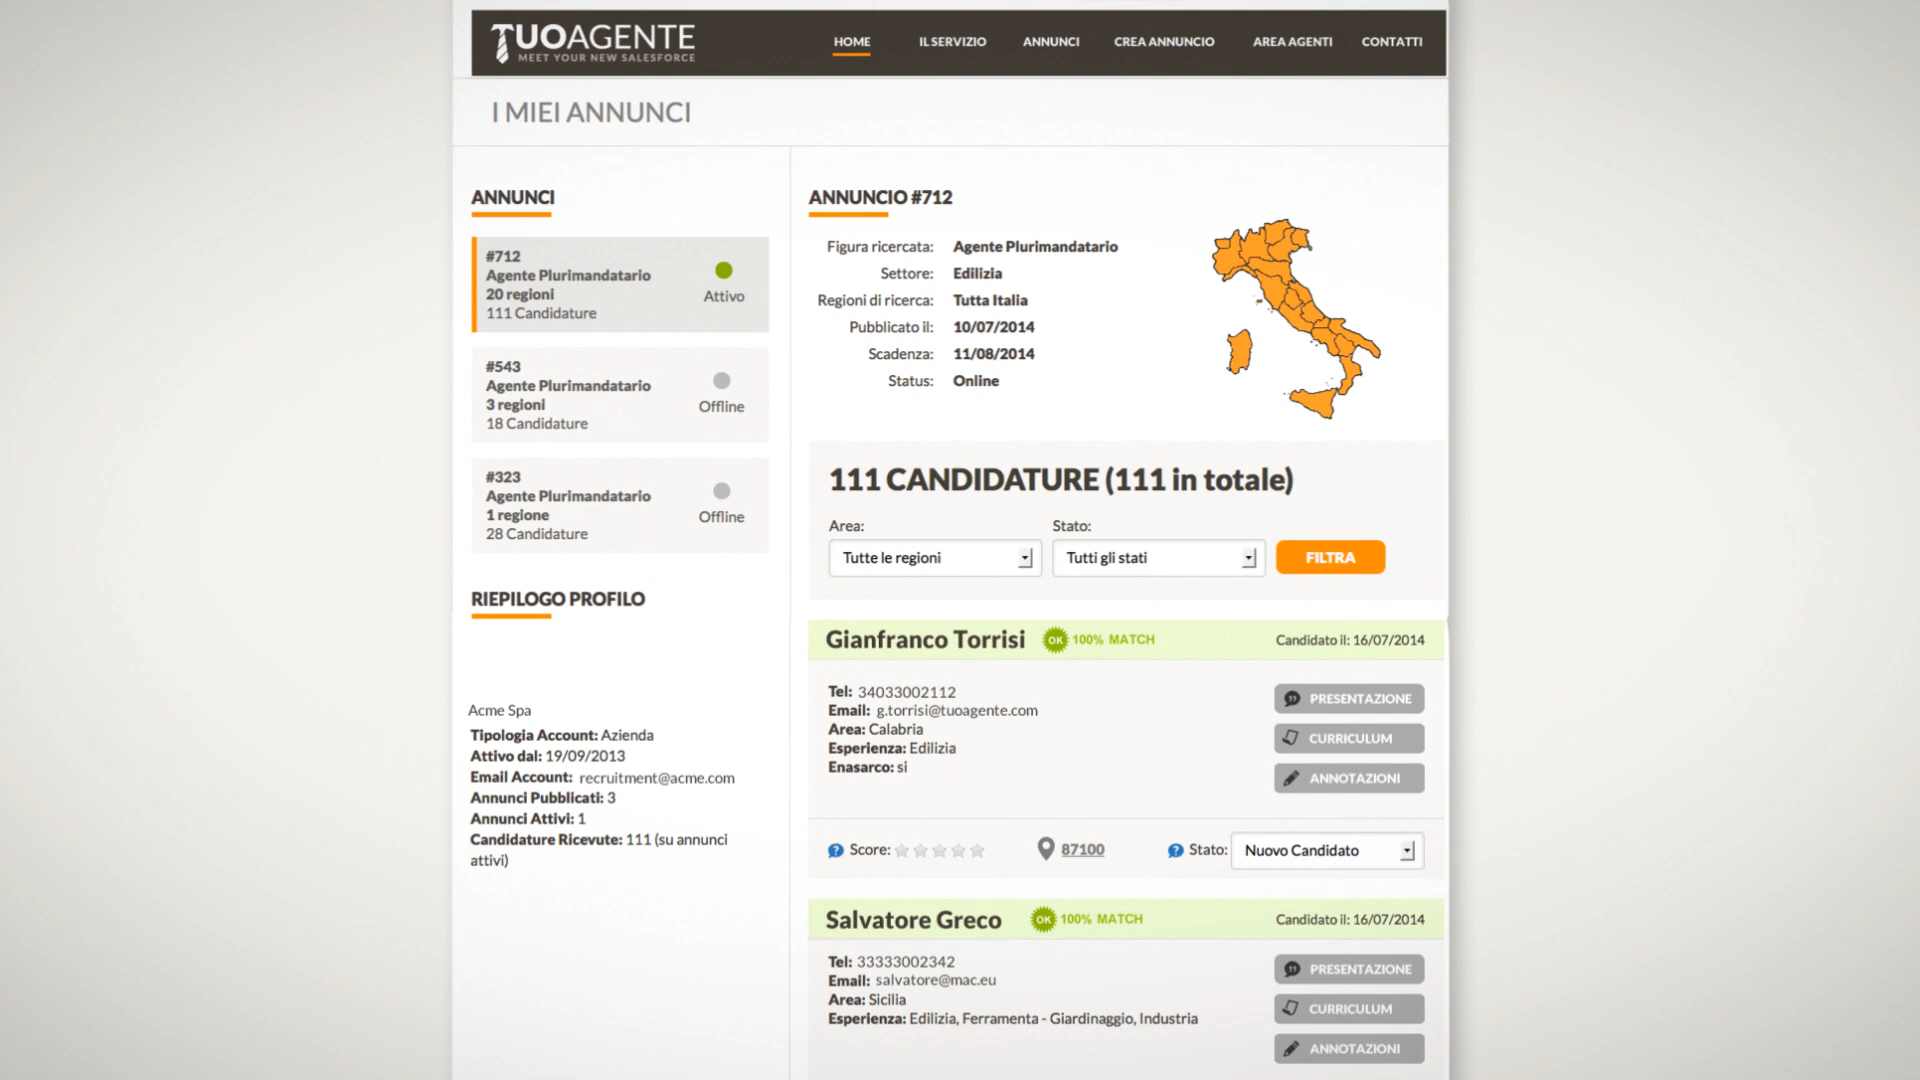 TUOAGENTE
MEET YOUR NEW SALESFORCE
HOME IL SERVIZIO ANNUNCI CREA ANNUNCIO AREA AGENTI CONTATTI
I MIEI ANNUNCI
ANNUNCI
#712
Agente Plurimandatario
20 regioni
111 Candidature
Attivo
#543
Agente Plurimandatario
3 regioni
18 Candidature
Offline
#323
Agente Plurimandatario
1 regione
28 Candidature
Offline
RIEPILOGO PROFILO
Acme Spa
Tipologia Account: Azienda
Attivo dal: 19/09/2013
Email Account: recruitment@acme.com
Annunci Pubblicati: 3
Annunci Attivi: 1
Candidature Ricevute: 111 (su annunci
attivi)
ANNUNCIO #712
Figura ricercata: Agente Plurimandatario
Settore: Edilizia
Regioni di ricerca: Tutta Italia
Pubblicato il: 10/07/2014
Scadenza: 11/08/2014
Status: Online
111 CANDIDATURE (111 in totale)
Area: Stato:
Tutte le regioni Tutti gli stati FILTRA
Gianfranco Torrisi OK 100% MATCH Candidato il: 16/07/2014
Tel: 34033002112
Email: g.torrisi@tuoagente.com
Area: Calabria
Esperienza: Edilizia
Enasarco: si
PRESENTAZIONE
CURRICULUM
ANNOTAZIONI
? Score: 87100 ? Stato: Nuovo Candidato
Salvatore Greco OK 100% MATCH Candidato il: 16/07/2014
Tel: 33333002342
Email: salvatore@mac.eu
Area: Sicilia
Esperienza: Edilizia, Ferramenta - Giardinaggio, Industria
PRESENTAZIONE
CURRICULUM
ANNOTAZIONI